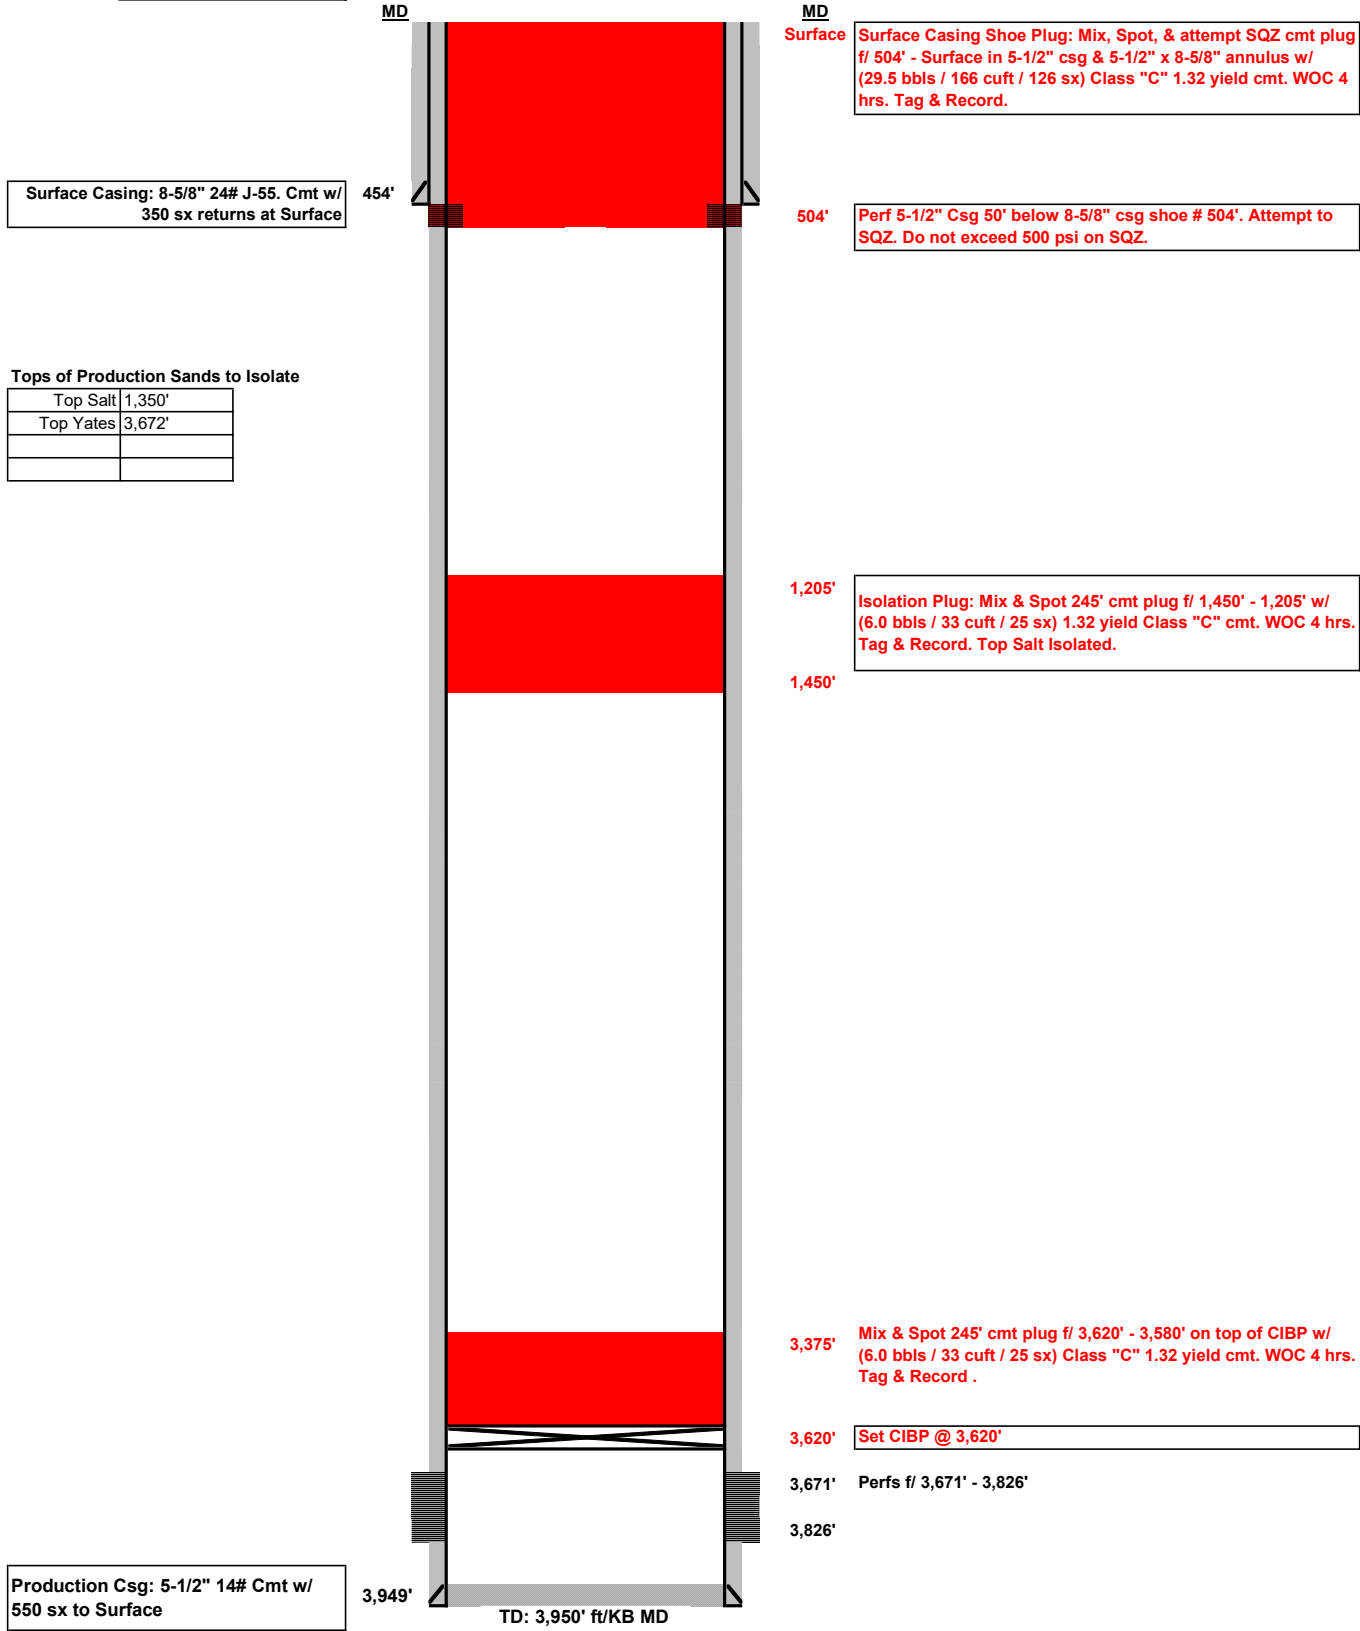 MD
MD
Surface
Surface Casing Shoe Plug: Mix, Spot, & attempt SQZ cmt plug
f/ 504' - Surface in 5-1/2" csg & 5-1/2" x 8-5/8" annulus w/
(29.5 bbls / 166 cuft / 126 sx) Class "C" 1.32 yield cmt. WOC 4
hrs. Tag & Record.
Surface Casing: 8-5/8" 24# J-55. Cmt w/
350 sx returns at Surface
454'
504'
Perf 5-1/2" Csg 50' below 8-5/8" csg shoe # 504'. Attempt to
SQZ. Do not exceed 500 psi on SQZ.
Tops of Production Sands to Isolate
Top Salt 1,350'
Top Yates 3,672'
1,205'
Isolation Plug: Mix & Spot 245' cmt plug f/ 1,450' - 1,205' w/
(6.0 bbls / 33 cuft / 25 sx) 1.32 yield Class "C" cmt. WOC 4 hrs.
Tag & Record. Top Salt Isolated.
1,450'
3,375'
Mix & Spot 245' cmt plug f/ 3,620' - 3,580' on top of CIBP w/
(6.0 bbls / 33 cuft / 25 sx) Class "C" 1.32 yield cmt. WOC 4 hrs.
Tag & Record .
3,620'
Set CIBP @ 3,620'
3,671'
Perfs f/ 3,671' - 3,826'
3,826'
Production Csg: 5-1/2" 14# Cmt w/
550 sx to Surface
3,949'
TD: 3,950' ft/KB MD